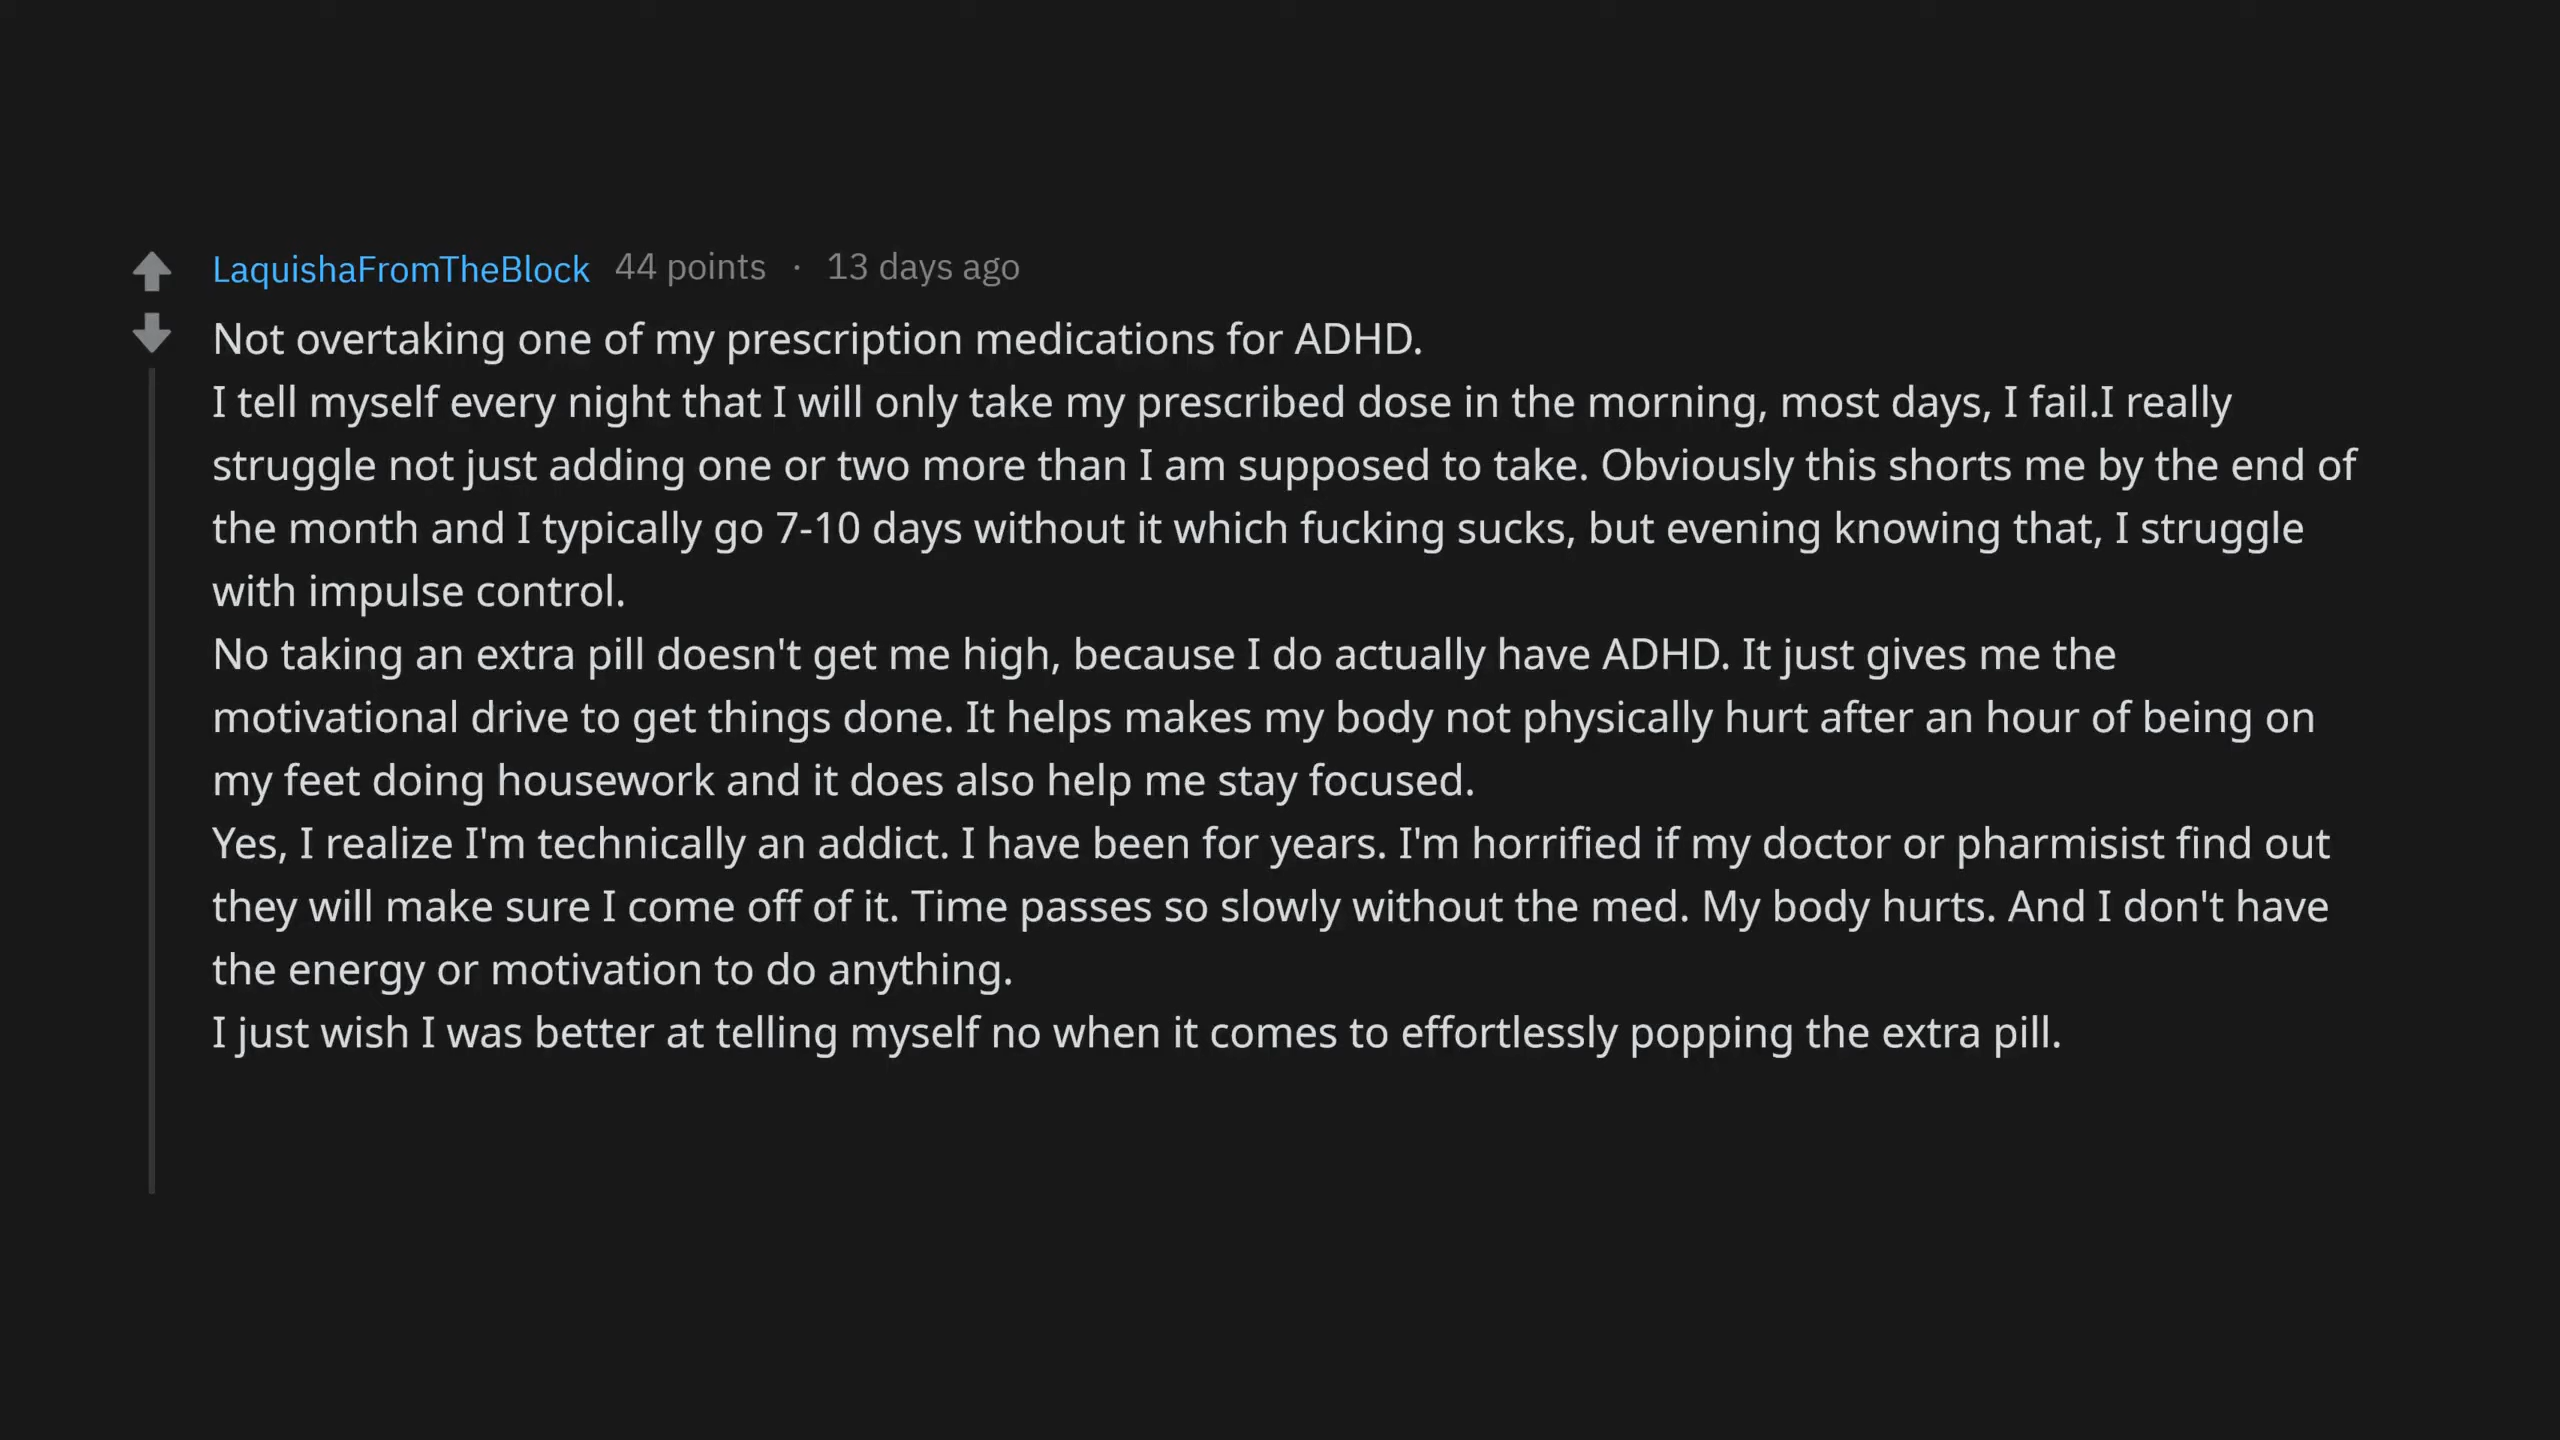 LaquishaFromTheBlock 44 points · 13 days ago
Not overtaking one of my prescription medications for ADHD.
I tell myself every night that I will only take my prescribed dose in the morning, most days, I fail.I really
struggle not just adding one or two more than I am supposed to take. Obviously this shorts me by the end of
the month and I typically go 7-10 days without it which fucking sucks, but evening knowing that, I struggle
with impulse control.
No taking an extra pill doesn't get me high, because I do actually have ADHD. It just gives me the
motivational drive to get things done. It helps makes my body not physically hurt after an hour of being on
my feet doing housework and it does also help me stay focused.
Yes, I realize I'm technically an addict. I have been for years. I'm horrified if my doctor or pharmisist find out
they will make sure I come off of it. Time passes so slowly without the med. My body hurts. And I don't have
the energy or motivation to do anything.
I just wish I was better at telling myself no when it comes to effortlessly popping the extra pill.